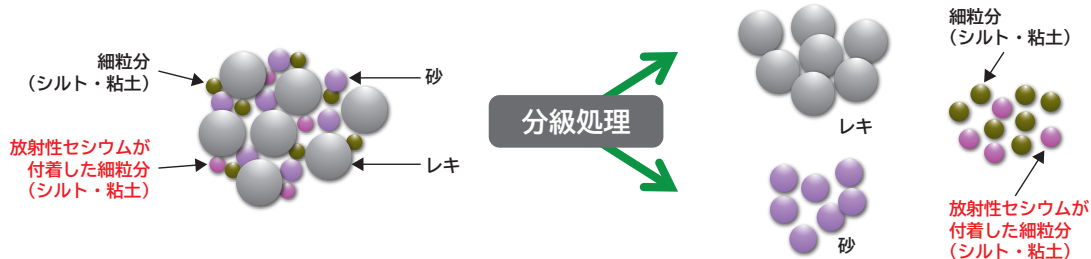 細粒分
(シルト・粘土)
砂
放射性セシウムが
付着した細粒分
(シルト・粘土)
レキ
分級処理
レキ
砂
細粒分
(シルト・粘土)
放射性セシウムが
付着した細粒分
(シルト・粘土)